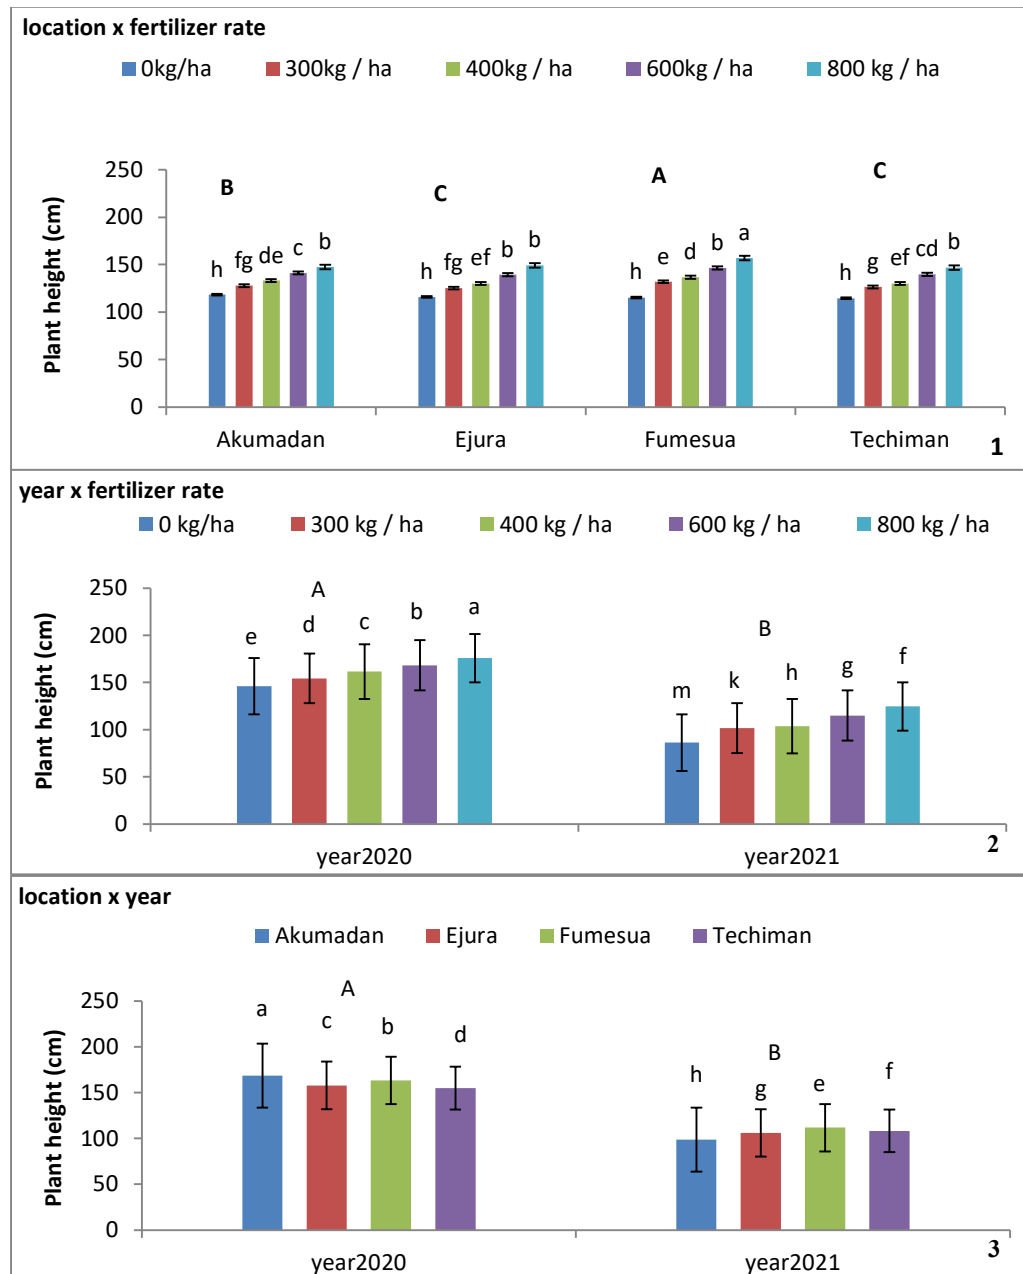 location x fertilizer rate
0kg/ha 300kg / ha 400kg / ha 600kg / ha 800 kg / ha
Plant height (cm)
250
200
150
100
50
0
B C A C
h fg de c b h fg ef b b h e d b a h g ef cd b
Akumadan Ejura Fumesua Techiman
1
year x fertilizer rate
0 kg/ha 300 kg / ha 400 kg / ha 600 kg / ha 800 kg / ha
Plant height (cm)
250
200
150
100
50
0
A B
e d c b a m k h g f
year2020 year2021
2
location x year
Akumadan Ejura Fumesua Techiman
Plant height (cm)
250
200
150
100
50
0
A B
a c b d h g e f
year2020 year2021
3